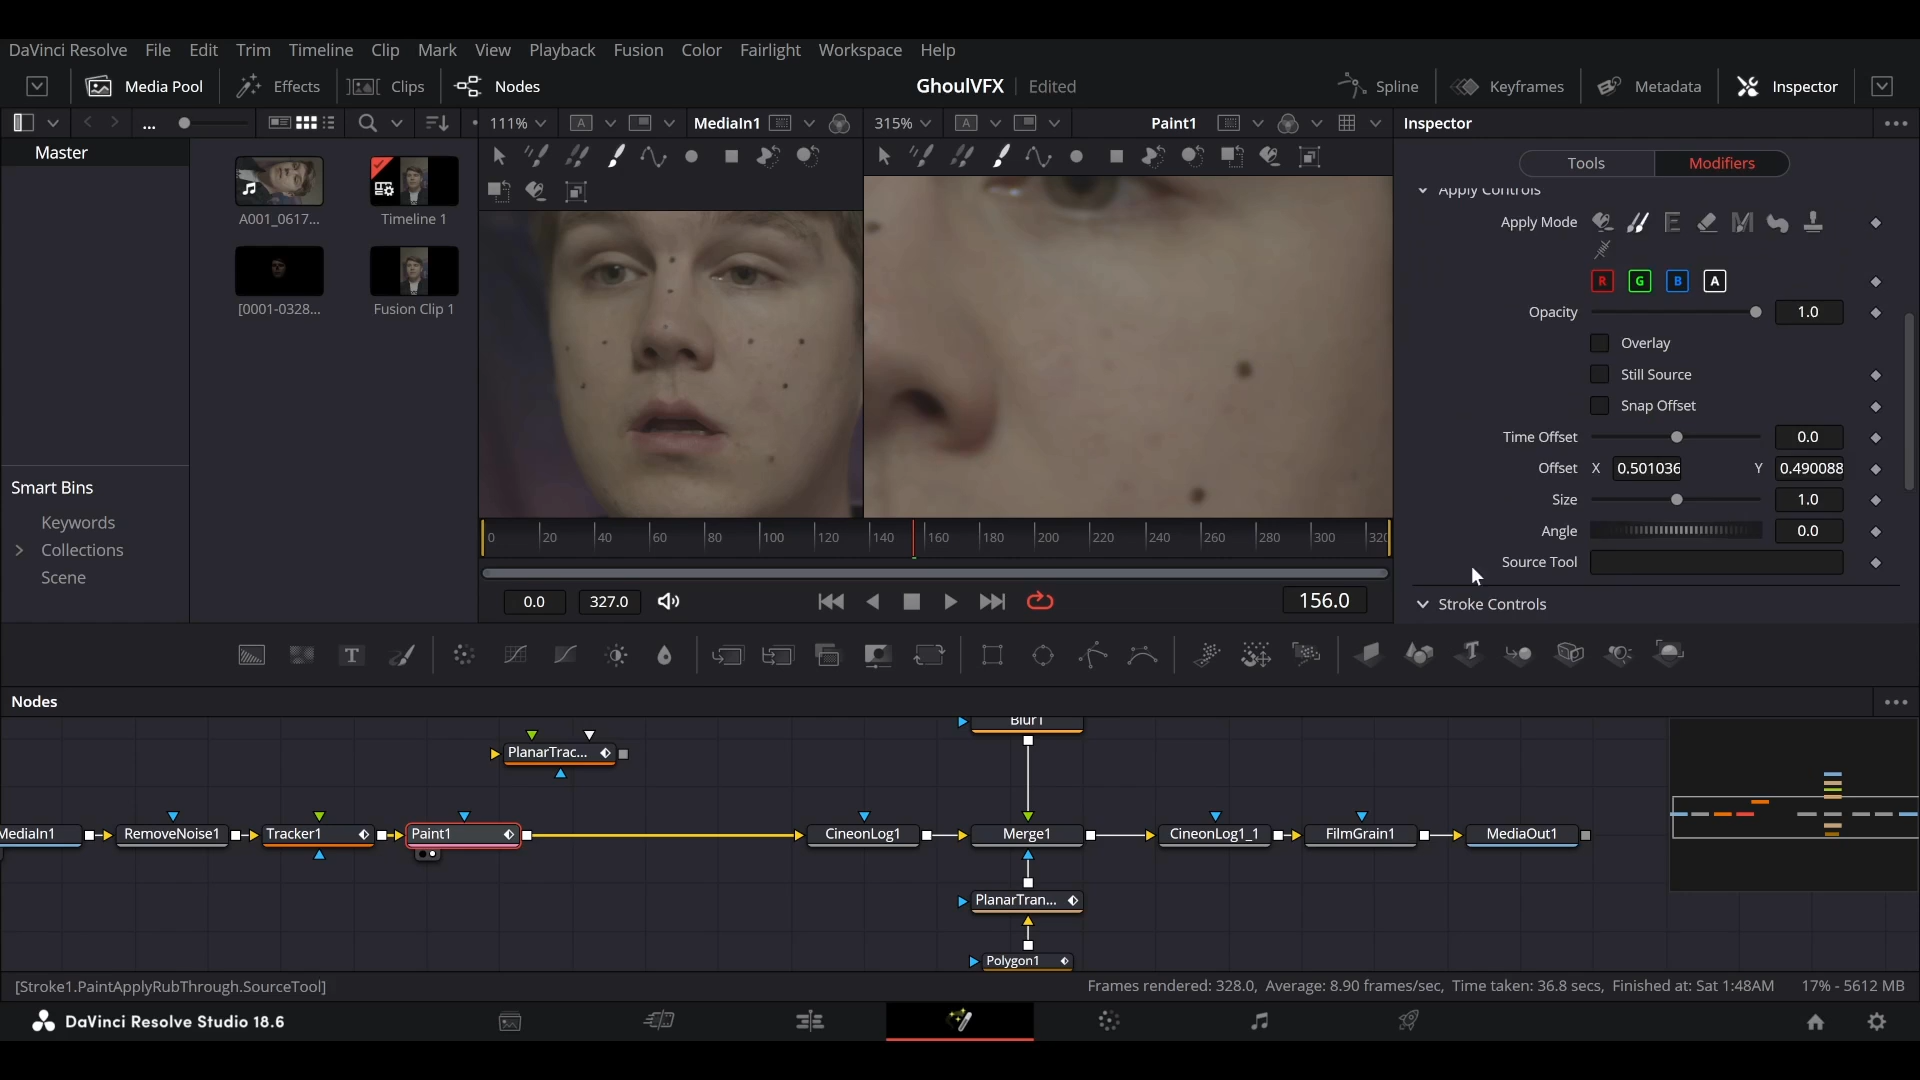 DaVinci Resolve File Edit Trim Timeline Clip Mark View Playback Fusion Color Fairlight Workspace Help
Media Pool Effects Clips Nodes GhoulVFX Edited Spline Keyframes Metadata Inspector
... 111% A MediaIn1 315% A Paint1 Inspector
Master
A001_0617...
Timeline 1
[0001-0328...
Fusion Clip 1
Smart Bins
Keywords
Collections
Scene
Tools Modifiers
Apply Controls
Apply Mode
R G B A
Opacity 1.0
Overlay
Still Source
Snap Offset
Time Offset 0.0
Offset X 0.501036 Y 0.490088
Size 1.0
Angle 0.0
Source Tool
Stroke Controls
0 20 40 60 80 100 120 140 160 180 200 220 240 260 280 300 320
0.0 327.0 156.0
Nodes
Blur1
PlanarTrac...
MediaIn1 RemoveNoise1 Tracker1 Paint1 CineonLog1 Merge1 CineonLog1_1 FilmGrain1 MediaOut1
PlanarTran...
Polygon1
[Stroke1.PaintApplyRubThrough.SourceTool] Frames rendered: 328.0, Average: 8.90 frames/sec, Time taken: 36.8 secs, Finished at: Sat 1:48AM 17% - 5612 MB
DaVinci Resolve Studio 18.6